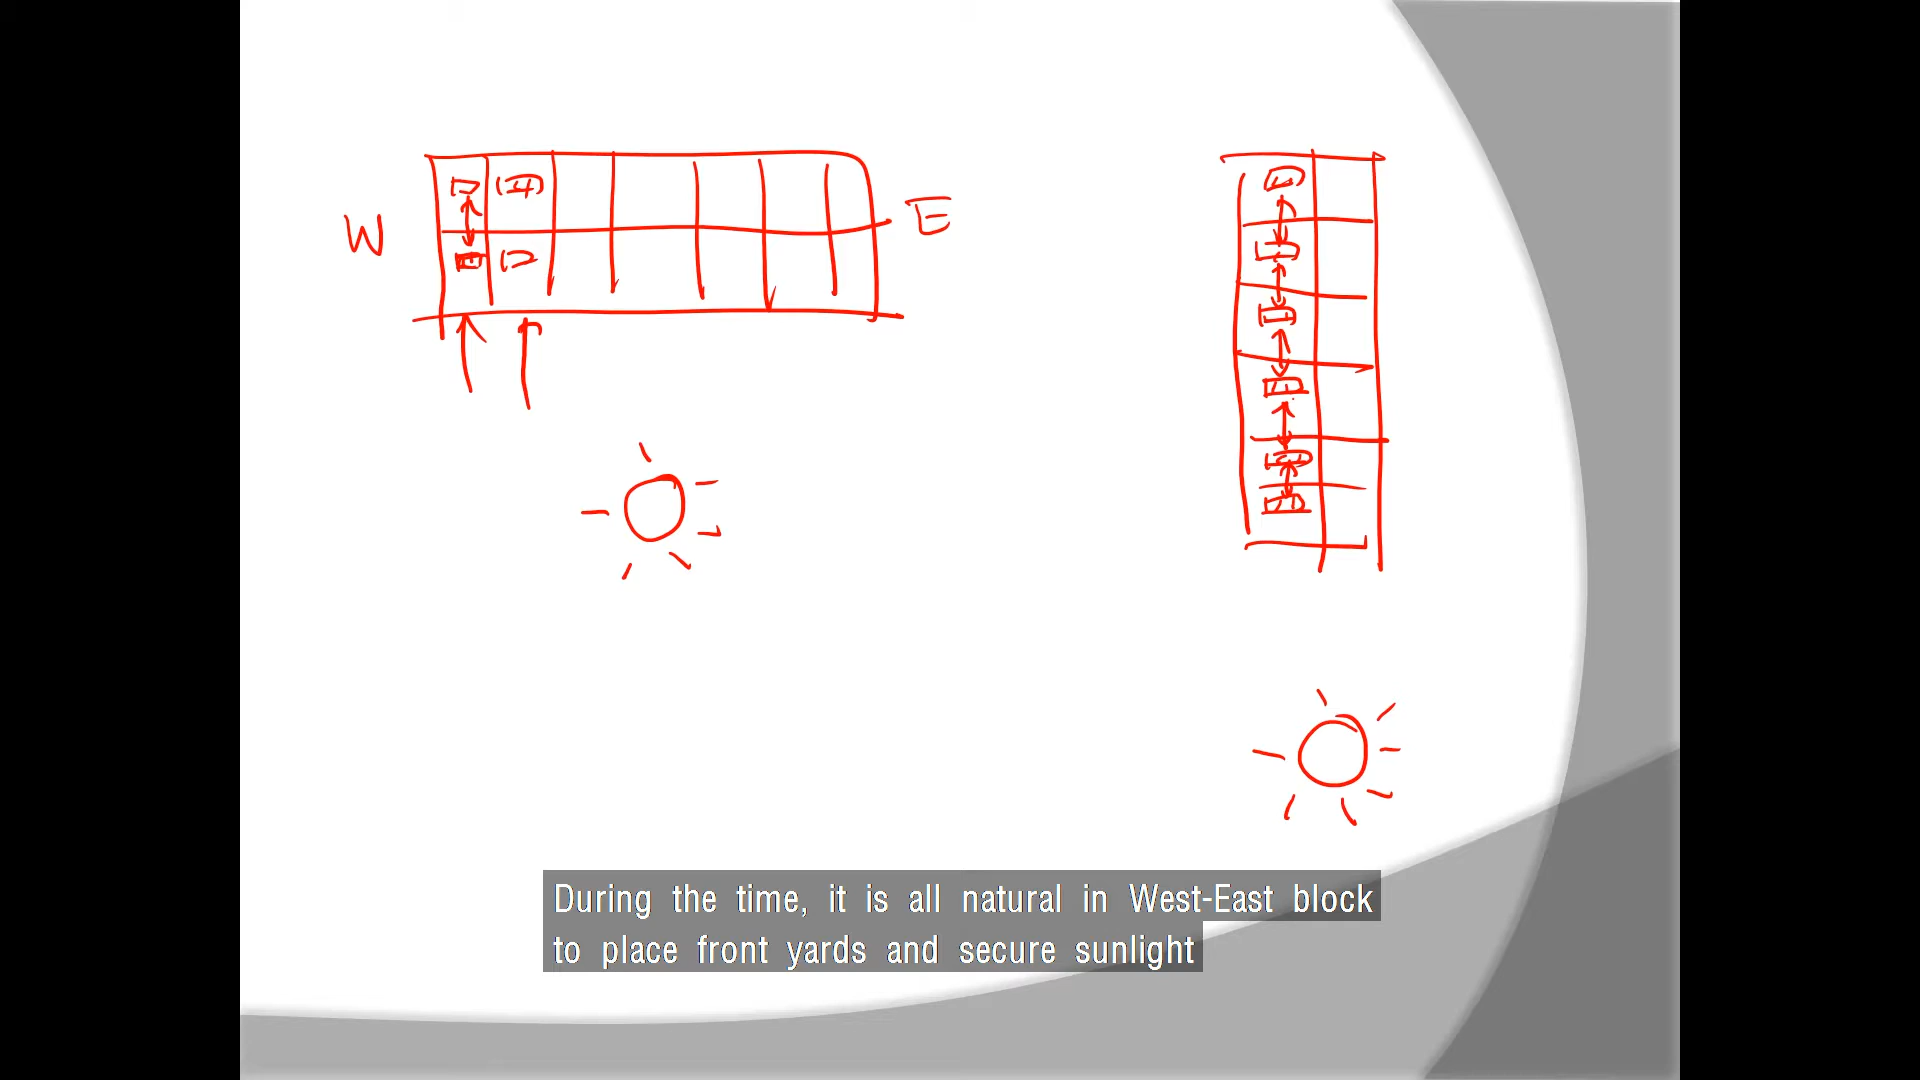 W
E
During the time, it is all natural in West-East block
to place front yards and secure sunlight